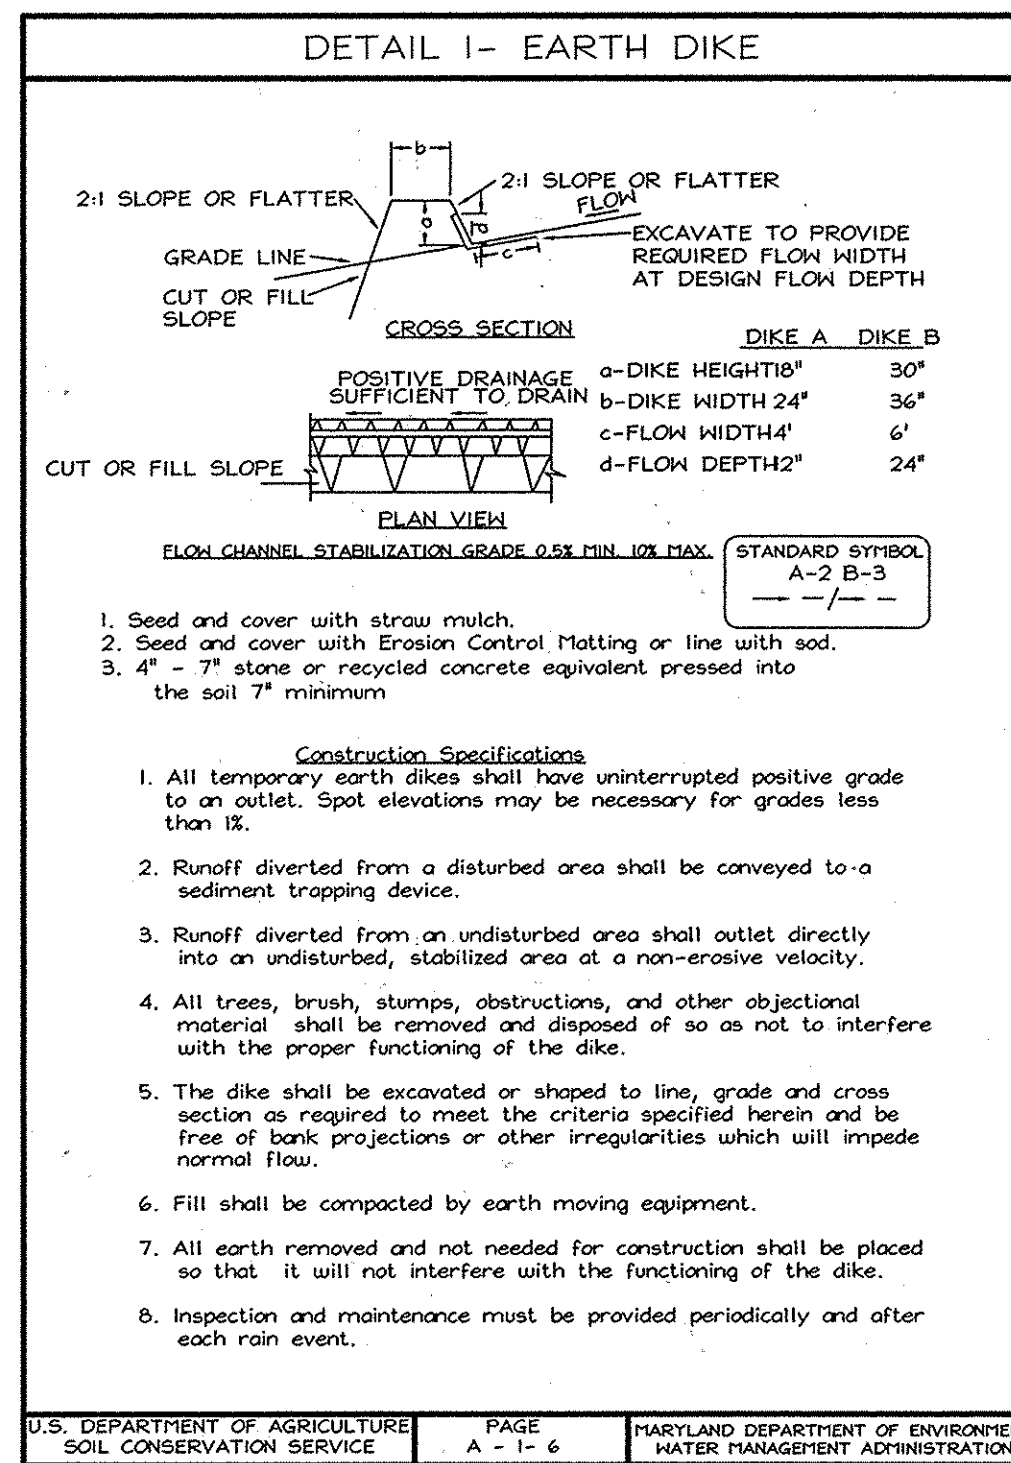 DETAIL 1- EARTH DIKE
b
2:1 SLOPE OR FLATTER
2:1 SLOPE OR FLATTER
FLOW
a
d
c
GRADE LINE
EXCAVATE TO PROVIDE
REQUIRED FLOW WIDTH
AT DESIGN FLOW DEPTH
CUT OR FILL
SLOPE
CROSS SECTION
DIKE A DIKE B
a-DIKE HEIGHT18" 30"
b-DIKE WIDTH 24" 36"
c-FLOW WIDTH4' 6'
d-FLOW DEPTH2" 24"
POSITIVE DRAINAGE
SUFFICIENT TO DRAIN
CUT OR FILL SLOPE
PLAN VIEW
FLOW CHANNEL STABILIZATION GRADE 0.5% MIN. 10% MAX.
STANDARD SYMBOL
A-2 B-3
1. Seed and cover with straw mulch.
2. Seed and cover with Erosion Control Matting or line with sod.
3. 4" - 7" stone or recycled concrete equivalent pressed into
the soil 7" minimum
Construction Specifications
1. All temporary earth dikes shall have uninterrupted positive grade
to an outlet. Spot elevations may be necessary for grades less
than 1%.
2. Runoff diverted from a disturbed area shall be conveyed to a
sediment trapping device.
3. Runoff diverted from an undisturbed area shall outlet directly
into an undisturbed, stabilized area at a non-erosive velocity.
4. All trees, brush, stumps, obstructions, and other objectional
material shall be removed and disposed of so as not to interfere
with the proper functioning of the dike.
5. The dike shall be excavated or shaped to line, grade and cross
section as required to meet the criteria specified herein and be
free of bank projections or other irregularities which will impede
normal flow.
6. Fill shall be compacted by earth moving equipment.
7. All earth removed and not needed for construction shall be placed
so that it will not interfere with the functioning of the dike.
8. Inspection and maintenance must be provided periodically and after
each rain event.
U.S. DEPARTMENT OF AGRICULTURE
SOIL CONSERVATION SERVICE
PAGE
A - 1- 6
MARYLAND DEPARTMENT OF ENVIRONME
WATER MANAGEMENT ADMINISTRATION